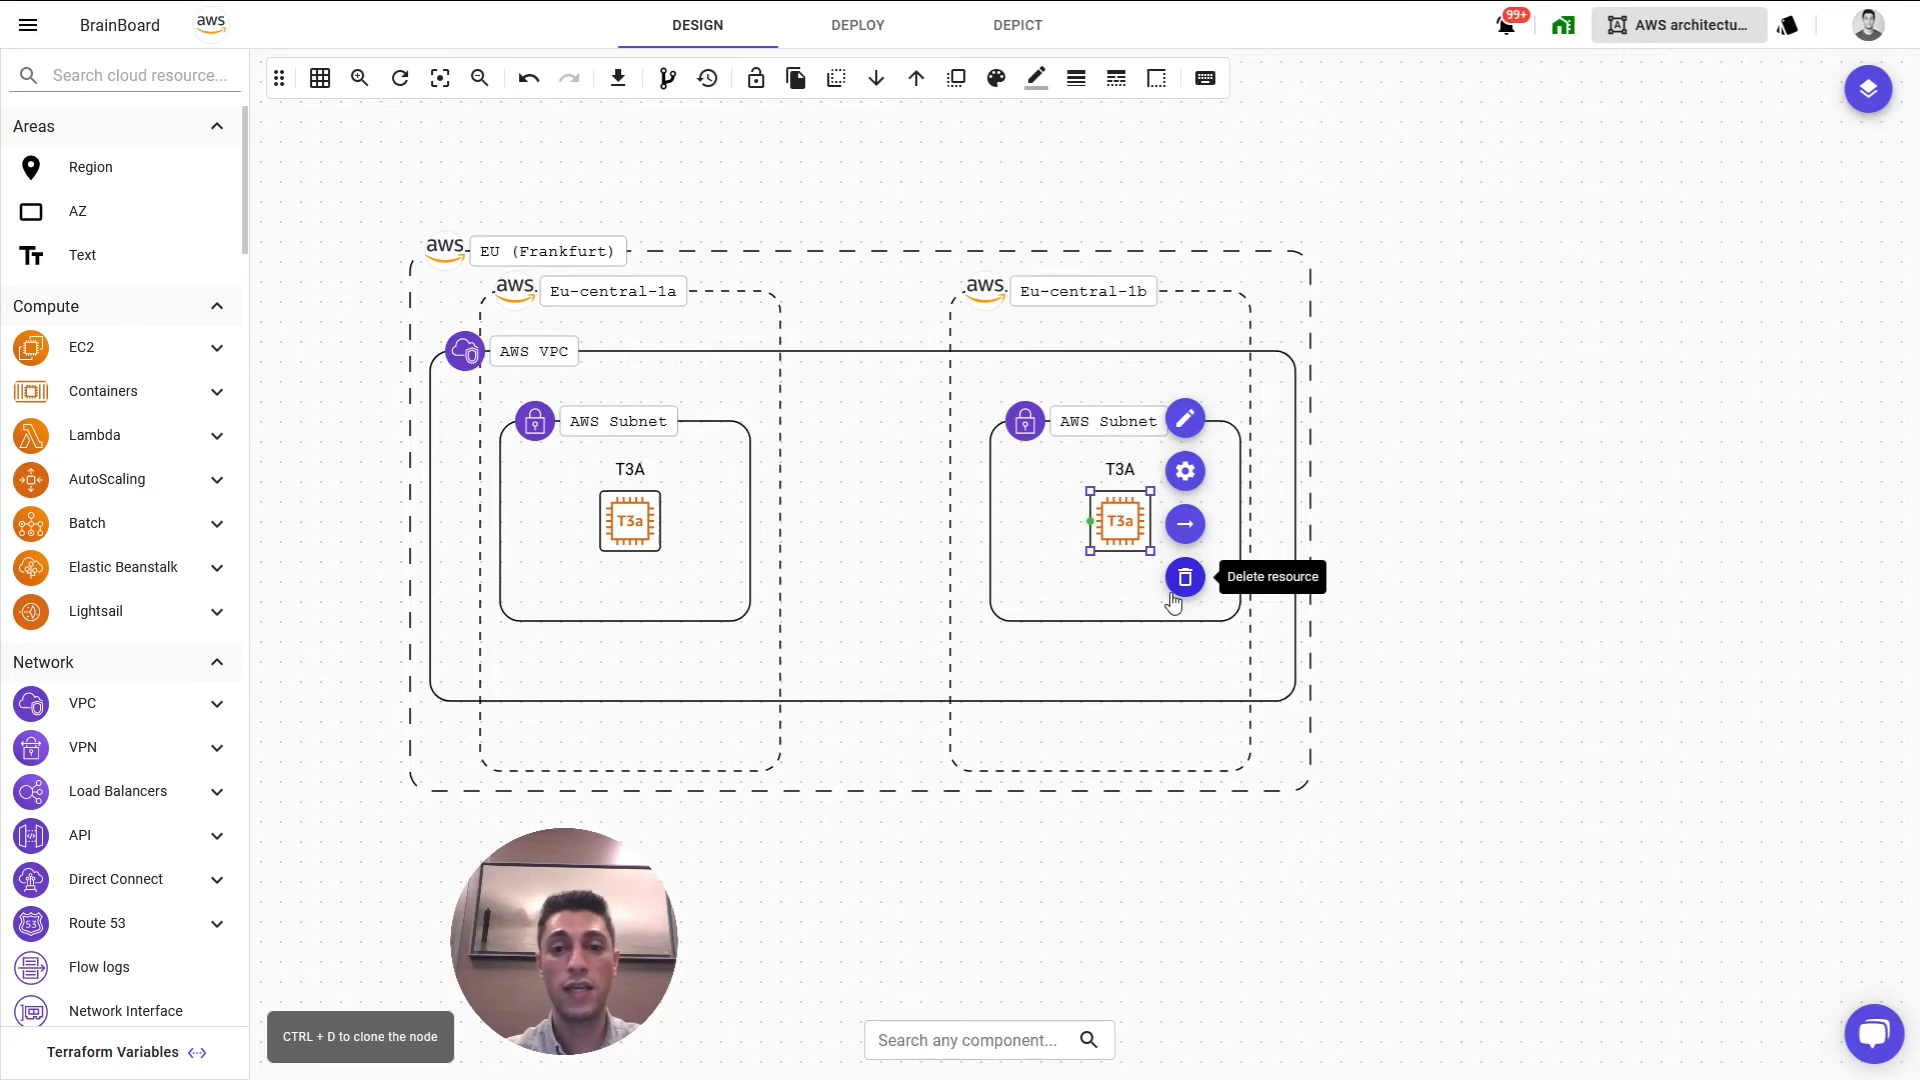 BrainBoard
aws
DESIGN
DEPLOY
DEPICT
99+
AWS architectu...
Search cloud resource...
Areas
Region
AZ
Tt Text
Compute
EC2
Containers
Lambda
AutoScaling
Batch
Elastic Beanstalk
Lightsail
Network
VPC
VPN
Load Balancers
API
Direct Connect
53 Route 53
Flow logs
Network Interface
Terraform Variables
aws EU (Frankfurt)
aws Eu-central-1a
aws Eu-central-1b
AWS VPC
AWS Subnet
AWS Subnet
T3A
T3A
T3a
T3a
Delete resource
CTRL + D to clone the node
Search any component...